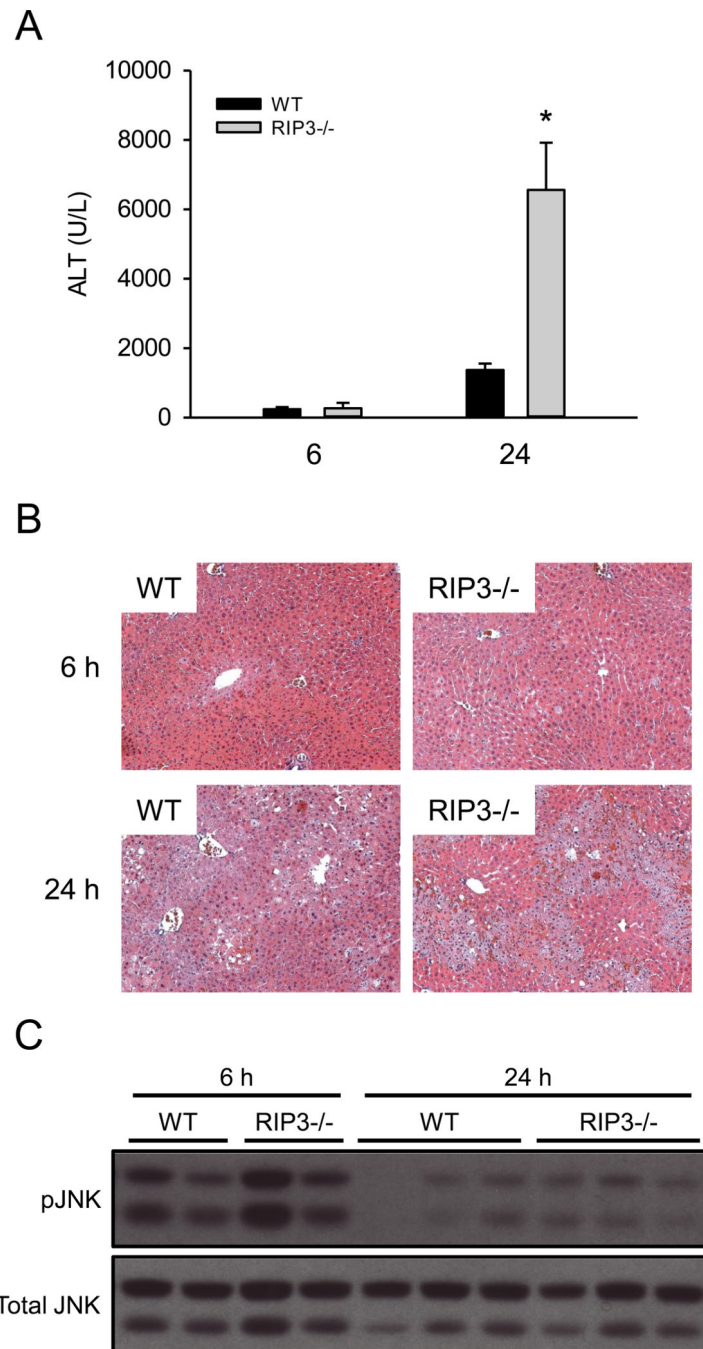 A
10000
8000
6000
4000
2000
0
ALT (U/L)
WT
RIP3-/-
*
6
24
B
WT
RIP3-/-
6 h
WT
RIP3-/-
24 h
C
6 h
24 h
WT
RIP3-/-
WT
RIP3-/-
pJNK
Total JNK